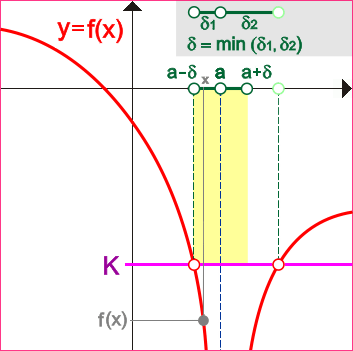 y=f(x)
δ₁ δ₂
δ = min (δ₁, δ₂)
a-δ x a a+δ
K
f(x)